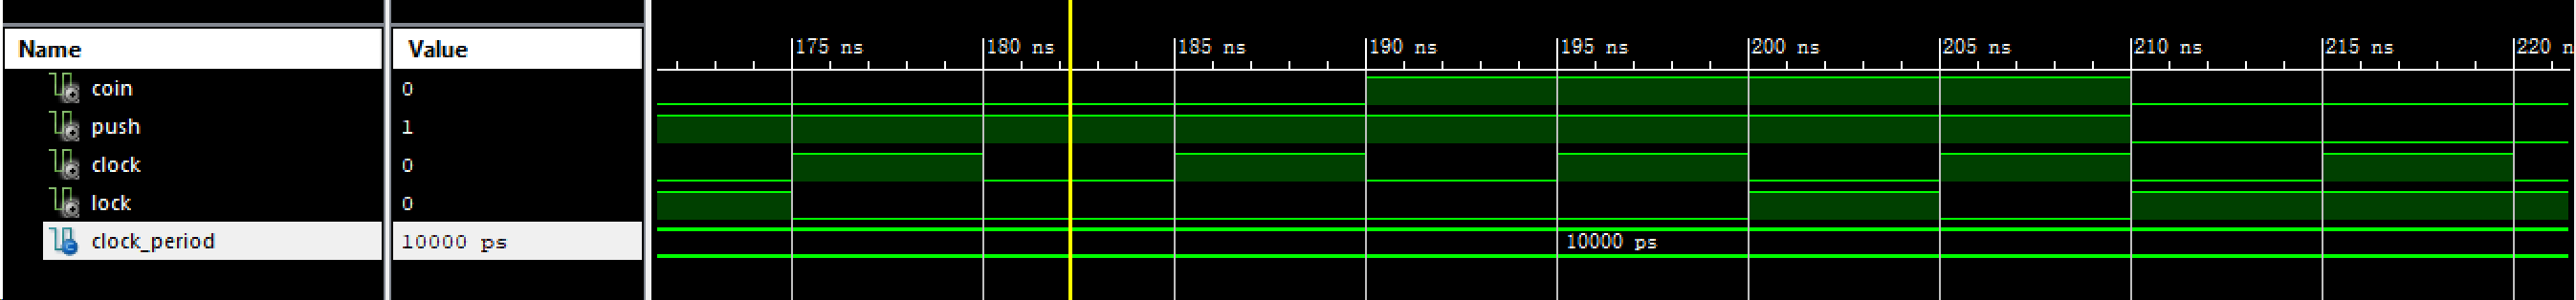 Name Value 175 ns 180 ns 185 ns 190 ns 195 ns 200 ns 205 ns 210 ns 215 ns 220 n
coin 0
push 1
clock 0
lock 0
clock_period 10000 ps 10000 ps